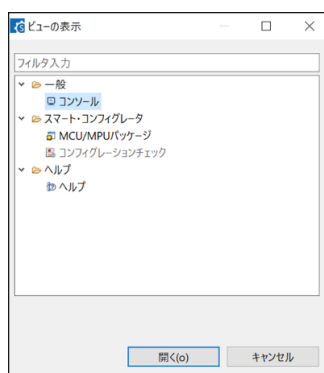 ビューの表示
フィルタ入力
一般
コンソール
スマート・コンフィグレータ
MCU/MPUパッケージ
コンフィグレーションチェック
ヘルプ
ヘルプ
開く(o)
キャンセル